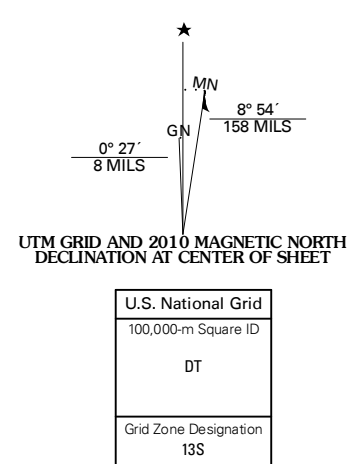 MN
8° 54´
158 MILS
GN
0° 27´
8 MILS
UTM GRID AND 2010 MAGNETIC NORTH
DECLINATION AT CENTER OF SHEET
U.S. National Grid
100,000-m Square ID
DT
Grid Zone Designation
13S